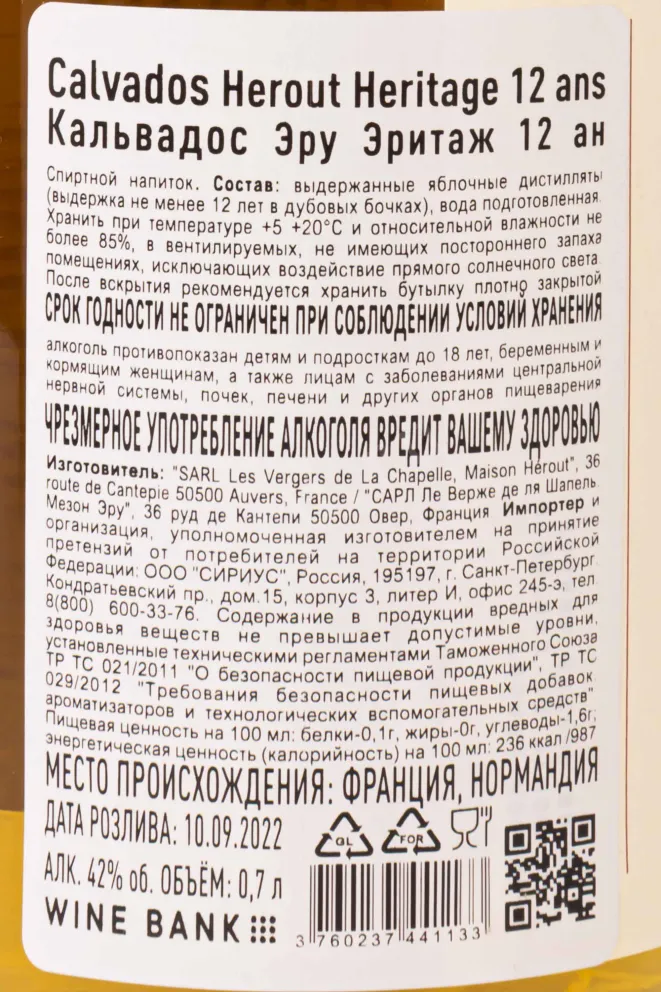 Calvados Herout Heritage 12 ans
Кальвадос Эру Эритаж 12 ан
Спиртной напиток. Состав: выдержанные яблочные дистилляты
(выдержка не менее 12 лет в дубовых бочках), вода подготовленная.
Хранить при температуре +5 +20°С и относительной влажности не
более 85%, в вентилируемых, не имеющих постороннего запаха
помещениях, исключающих воздействие прямого солнечного света.
После вскрытия рекомендуется хранить бутылку плотно закрытой
СРОК ГОДНОСТИ НЕ ОГРАНИЧЕН ПРИ СОБЛЮДЕНИИ УСЛОВИЙ ХРАНЕНИЯ
алкоголь противопоказан детям и подросткам до 18 лет, беременным и
кормящим женщинам, а также лицам с заболеваниями центральной
нервной системы, почек, печени и других органов пищеварения
ЧРЕЗМЕРНОЕ УПОТРЕБЛЕНИЕ АЛКОГОЛЯ ВРЕДИТ ВАШЕМУ ЗДОРОВЬЮ
Изготовитель: "SARL Les Vergers de La Chapelle, Maison Hérout", 36
route de Cantepie 50500 Auvers, France / "САРЛ Ле Верже де ля Шапель.
Мезон Эру", 36 руд де Кантепи 50500 Овер, Франция Импортер и
организация, уполномоченная изготовителем на принятие
претензий от потребителей на территории Российской
Федерации: ООО "СИРИУС", Россия, 195197, г. Санкт-Петербург.
Кондратьевский пр., дом.15, корпус 3, литер И, офис 245-э, тел.
8(800) 600-33-76. Содержание в продукции вредных для
здоровья веществ не превышает допустимые уровни,
установленные техническими регламентами Таможенного Союза
ТР ТС 021/2011 "О безопасности пищевой продукции", ТР ТС
029/2012 "Требования безопасности пищевых добавок
ароматизаторов и технологических вспомогательных средств"
Пищевая ценность на 100 мл: белки-0,1г, жиры-0г, углеводы-1,6г;
энергетическая ценность (калорийность) на 100 мл: 236 ккал /987
МЕСТО ПРОИСХОЖДЕНИЯ: ФРАНЦИЯ, НОРМАНДИЯ
ДАТА РОЗЛИВА: 10.09.2022
GL FOR
АЛК. 42% об. ОБЪЁМ: 0,7 л
WINE BANK
3 760237 441133